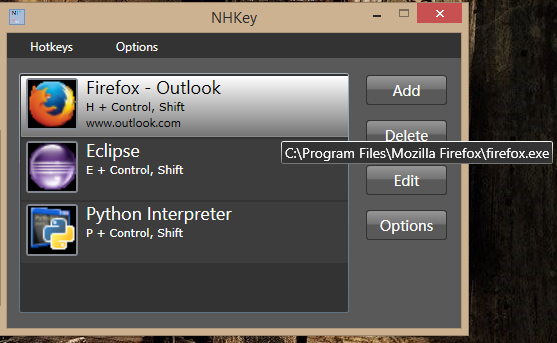 NHKey
Hotkeys Options
Firefox - Outlook
H + Control, Shift
www.outlook.com
Eclipse
E + Control, Shift
Python Interpreter
P + Control, Shift
Add
Delete
C:\Program Files\Mozilla Firefox\firefox.exe
Edit
Options